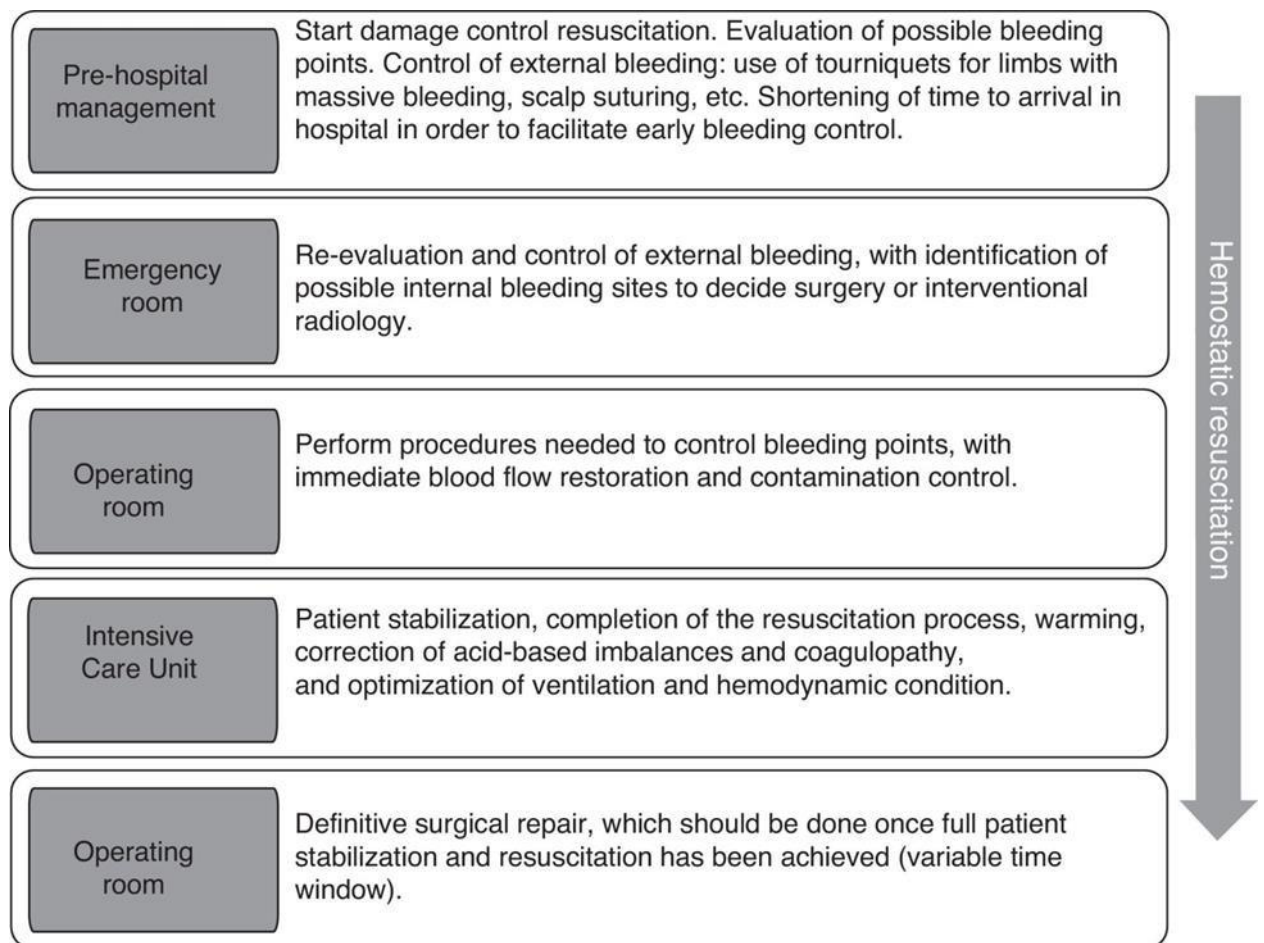 Pre-hospital
management
Start damage control resuscitation. Evaluation of possible bleeding
points. Control of external bleeding: use of tourniquets for limbs with
massive bleeding, scalp suturing, etc. Shortening of time to arrival in
hospital in order to facilitate early bleeding control.
Emergency
room
Re-evaluation and control of external bleeding, with identification of
possible internal bleeding sites to decide surgery or interventional
radiology.
Operating
room
Perform procedures needed to control bleeding points, with
immediate blood flow restoration and contamination control.
Intensive
Care Unit
Patient stabilization, completion of the resuscitation process, warming,
correction of acid-based imbalances and coagulopathy,
and optimization of ventilation and hemodynamic condition.
Operating
room
Definitive surgical repair, which should be done once full patient
stabilization and resuscitation has been achieved (variable time
window).
Hemostatic resuscitation